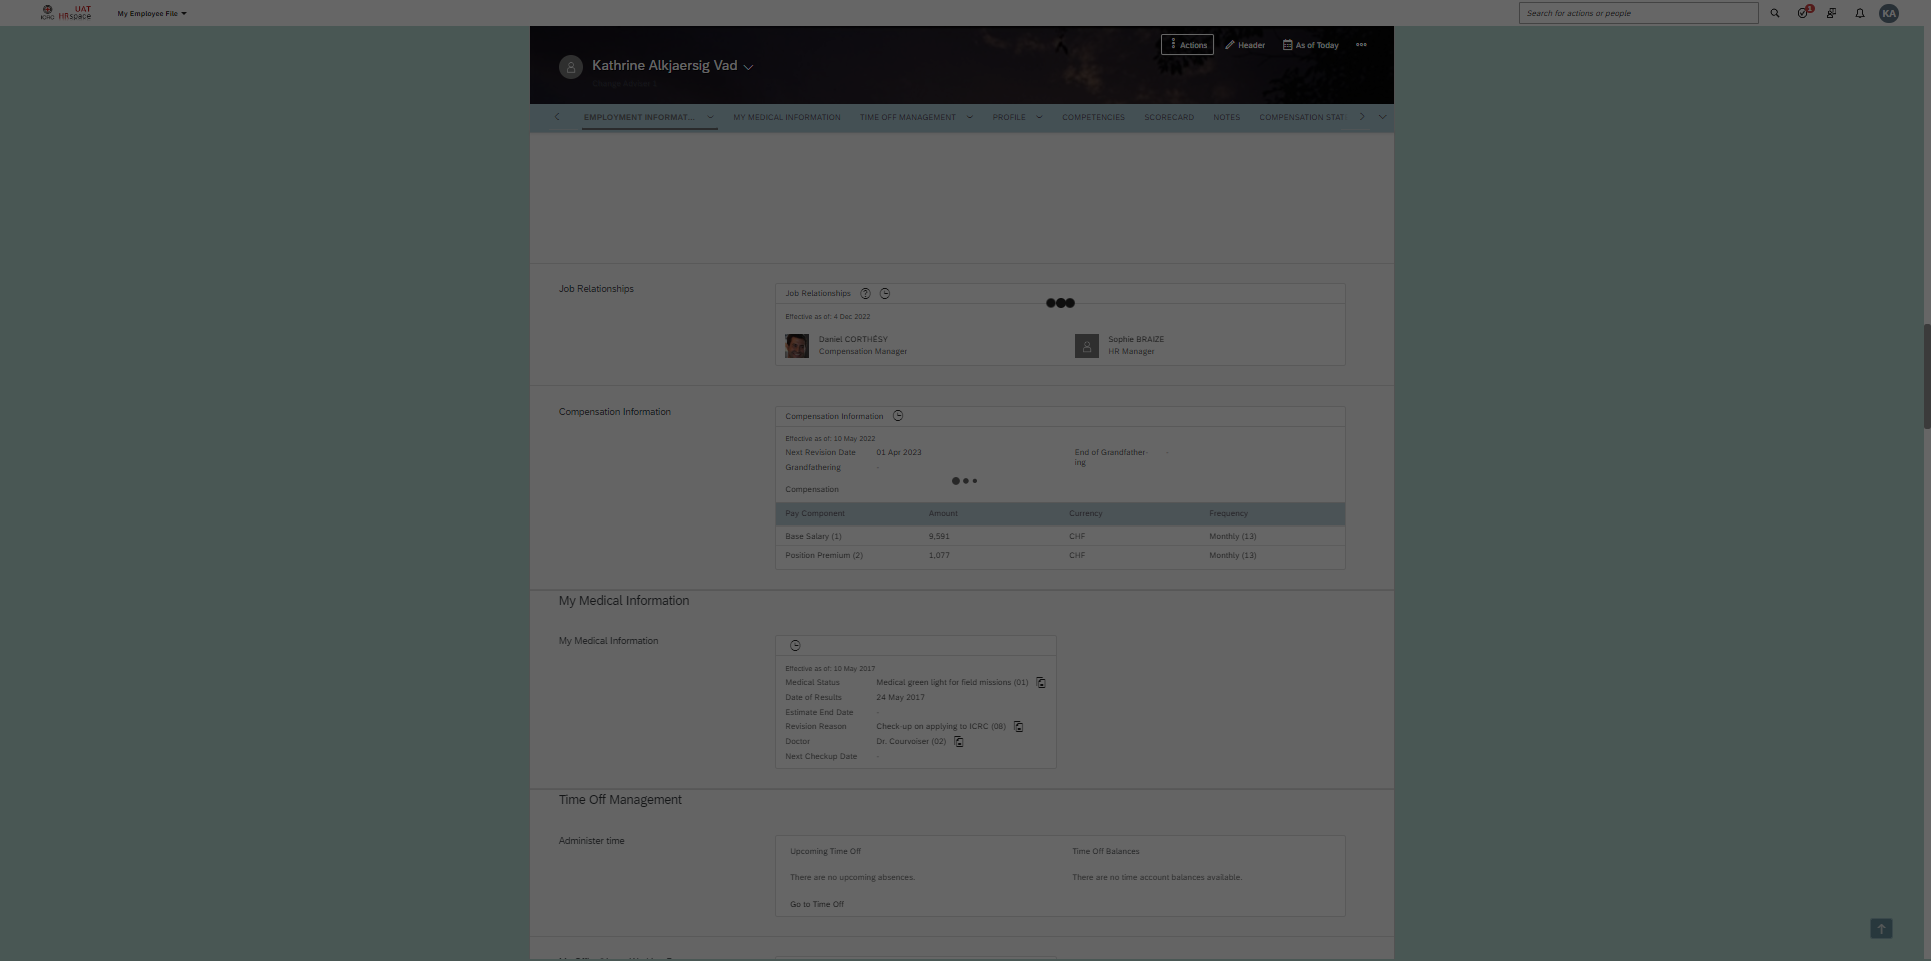 ICRC
UAT
HRspace
My Employee File
Search for actions or people
1
KA
Actions
Header
As of Today
Kathrine Alkjaersig Vad
EMPLOYMENT INFORMAT...
MY MEDICAL INFORMATION
TIME OFF MANAGEMENT
PROFILE
COMPETENCIES
SCORECARD
NOTES
COMPENSATION STAT
Job Relationships
Job Relationships
Effective as of: 4 Dec 2022
Daniel CORTHÉSY
Compensation Manager
Sophie BRAIZE
HR Manager
Compensation Information
Compensation Information
Effective as of: 10 May 2022
Next Revision Date 01 Apr 2023
End of Grandfather-
ing -
Grandfathering -
Compensation
Pay Component Amount Currency Frequency
Base Salary (1) 9,591 CHF Monthly (13)
Position Premium (2) 1,077 CHF Monthly (13)
My Medical Information
My Medical Information
Effective as of: 10 May 2017
Medical Status Medical green light for field missions (01)
Date of Results 24 May 2017
Estimate End Date -
Revision Reason Check-up on applying to ICRC (08)
Doctor Dr. Courvoiser (02)
Next Checkup Date -
Time Off Management
Administer time
Upcoming Time Off
Time Off Balances
There are no upcoming absences.
There are no time account balances available.
Go to Time Off